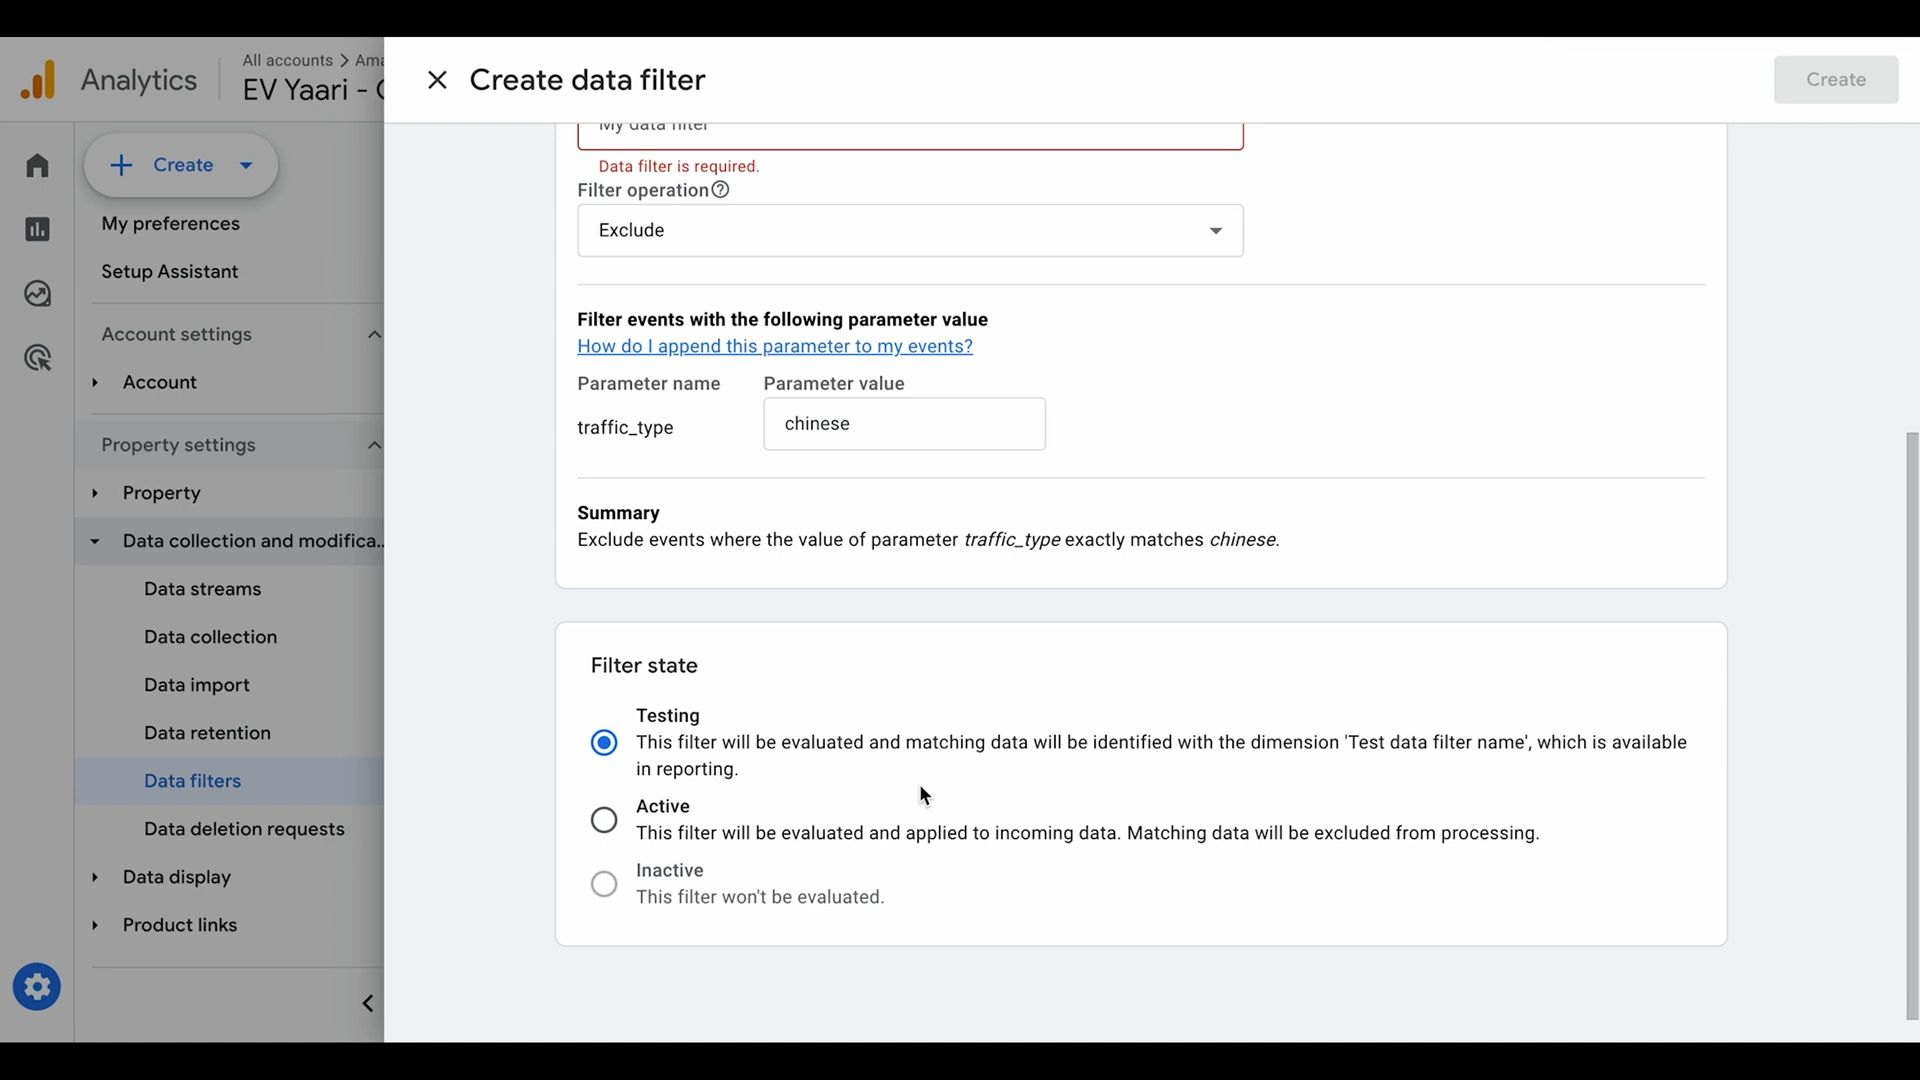 Analytics
All accounts > Ama
EV Yaari -
Create data filter
Create
Create
My preferences
Setup Assistant
Account settings
Account
Property settings
Property
Data collection and modifica..
Data streams
Data collection
Data import
Data retention
Data filters
Data deletion requests
Data display
Product links
My data filter
Data filter is required.
Filter operation
Exclude
Filter events with the following parameter value
How do I append this parameter to my events?
Parameter name Parameter value
traffic_type chinese
Summary
Exclude events where the value of parameter traffic_type exactly matches chinese.
Filter state
Testing
This filter will be evaluated and matching data will be identified with the dimension 'Test data filter name', which is available
in reporting.
Active
This filter will be evaluated and applied to incoming data. Matching data will be excluded from processing.
Inactive
This filter won't be evaluated.